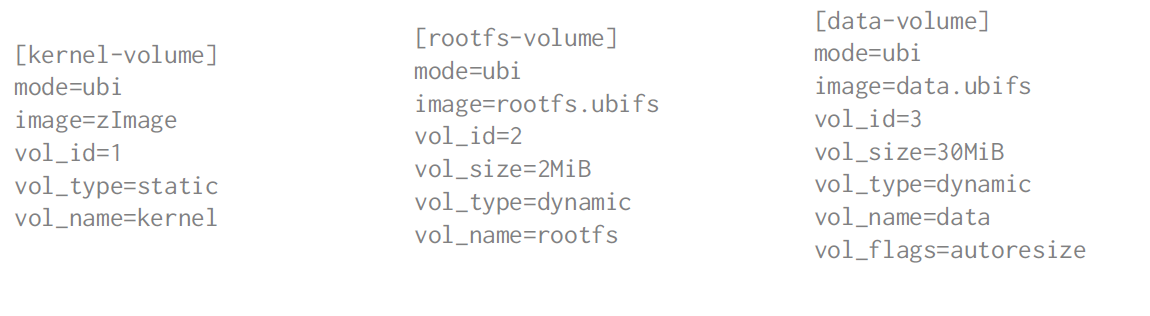 [kernel-volume]
mode=ubi
image=zImage
vol_id=1
vol_type=static
vol_name=kernel
[rootfs-volume]
mode=ubi
image=rootfs.ubifs
vol_id=2
vol_size=2MiB
vol_type=dynamic
vol_name=rootfs
[data-volume]
mode=ubi
image=data.ubifs
vol_id=3
vol_size=30MiB
vol_type=dynamic
vol_name=data
vol_flags=autoresize